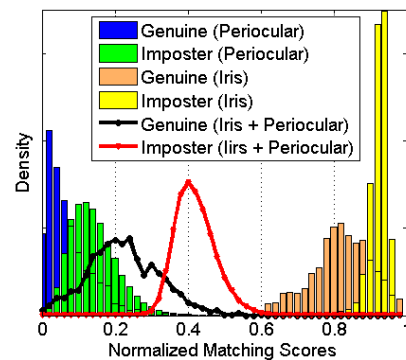 Genuine (Periocular)
Imposter (Periocular)
Genuine (Iris)
Imposter (Iris)
Genuine (Iris + Periocular)
Imposter (Iirs + Periocular)
Density
0 0.2 0.4 0.6 0.8
Normalized Matching Scores